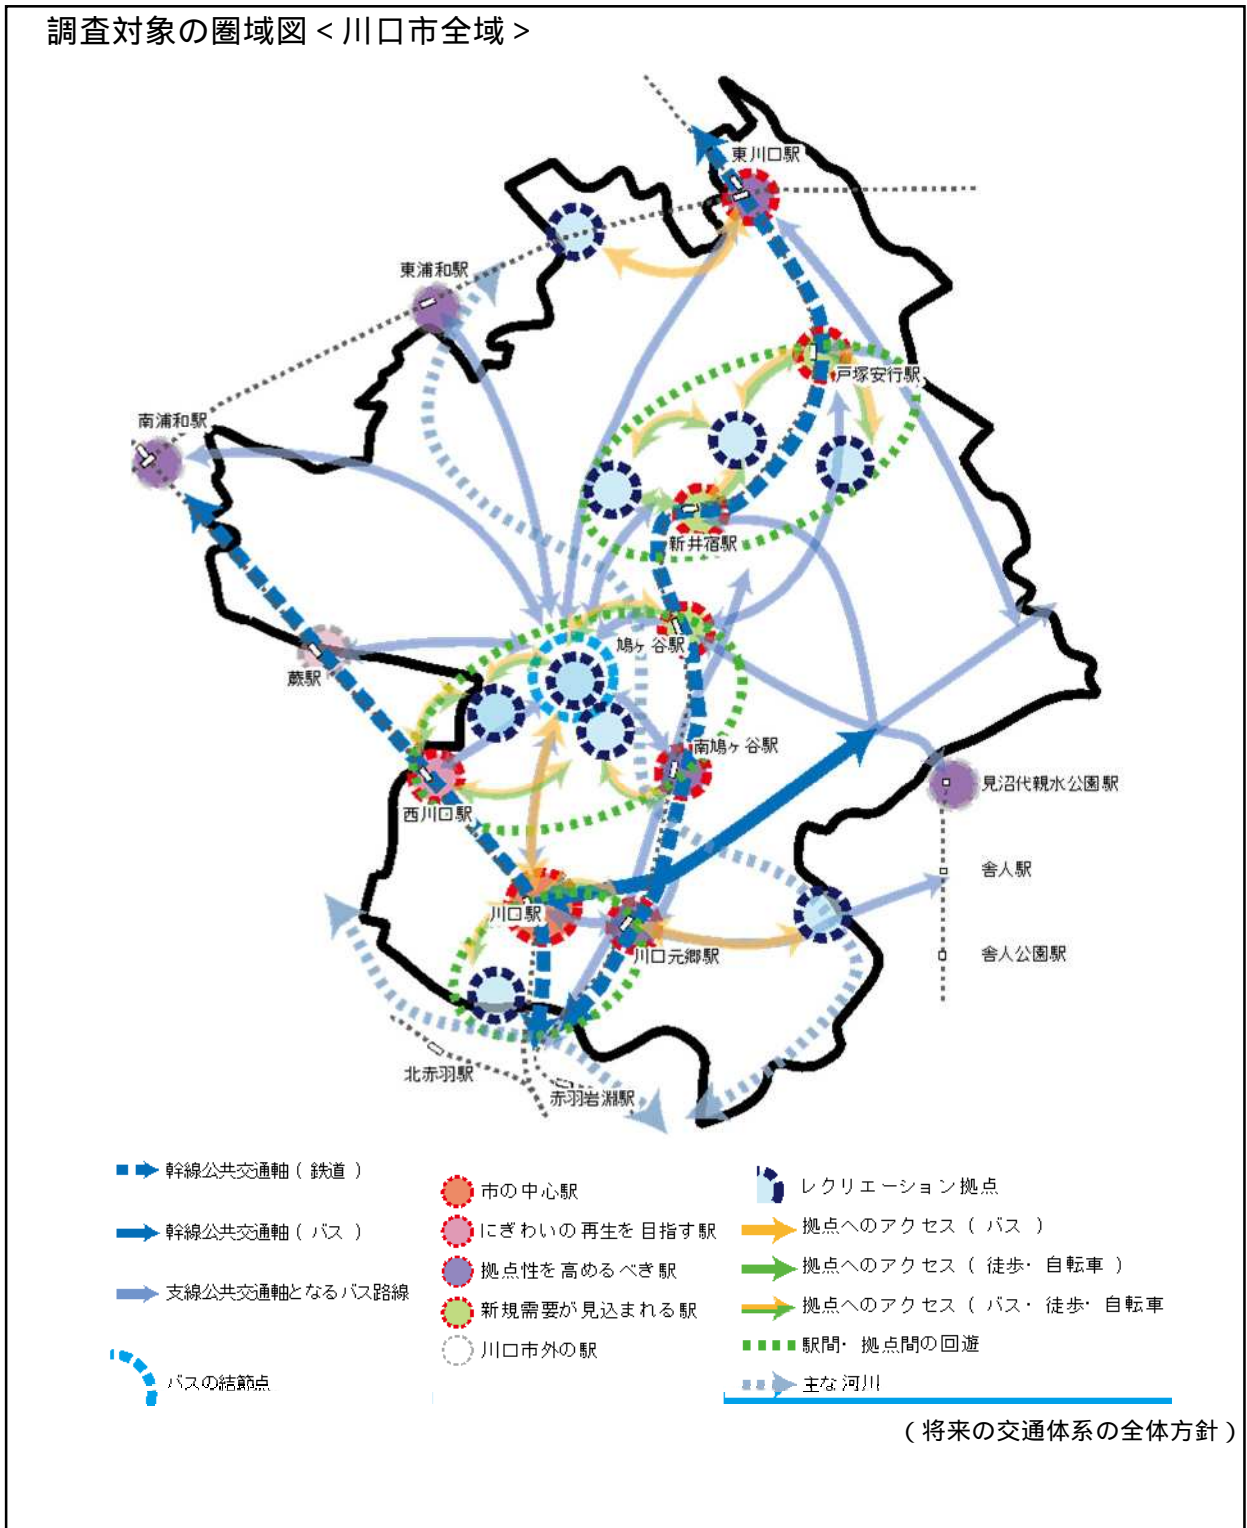 調査対象の圏域図＜川口市全域＞
東川口駅
東浦和駅
戸塚安行駅
南浦和駅
新井宿駅
鳩ヶ谷駅
蕨駅
南鳩ヶ谷駅
見沼代親水公園駅
西川口駅
舎人駅
川口駅
川口元郷駅
舎人公園駅
北赤羽駅
赤羽岩淵駅
幹線公共交通軸（鉄道）
幹線公共交通軸（バス）
支線公共交通軸となるバス路線
バスの結節点
市の中心駅
にぎわいの再生を目指す駅
拠点性を高めるべき駅
新規需要が見込まれる駅
川口市外の駅
レクリエーション拠点
拠点へのアクセス（バス）
拠点へのアクセス（徒歩・自転車）
拠点へのアクセス（バス・徒歩・自転車
駅間・拠点間の回遊
主な河川
（将来の交通体系の全体方針）